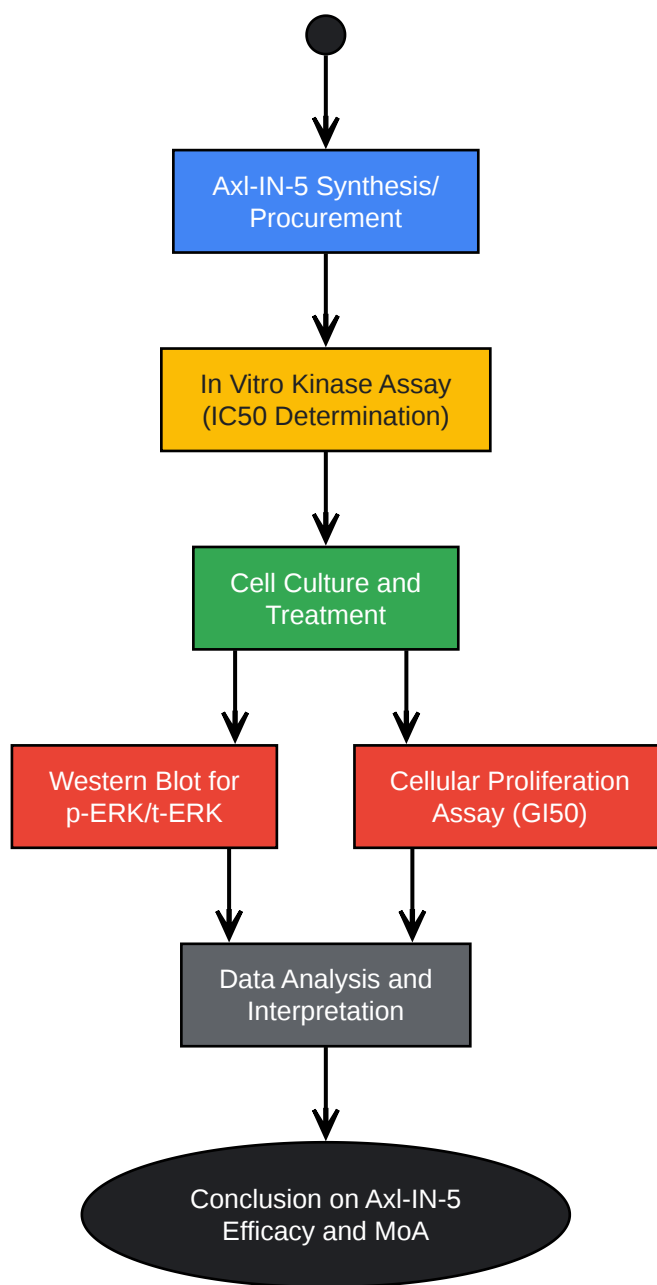 Axl-IN-5 Synthesis/
Procurement
In Vitro Kinase Assay
(IC50 Determination)
Cell Culture and
Treatment
Western Blot for
p-ERK/t-ERK
Cellular Proliferation
Assay (GI50)
Data Analysis and
Interpretation
Conclusion on Axl-IN-5
Efficacy and MoA